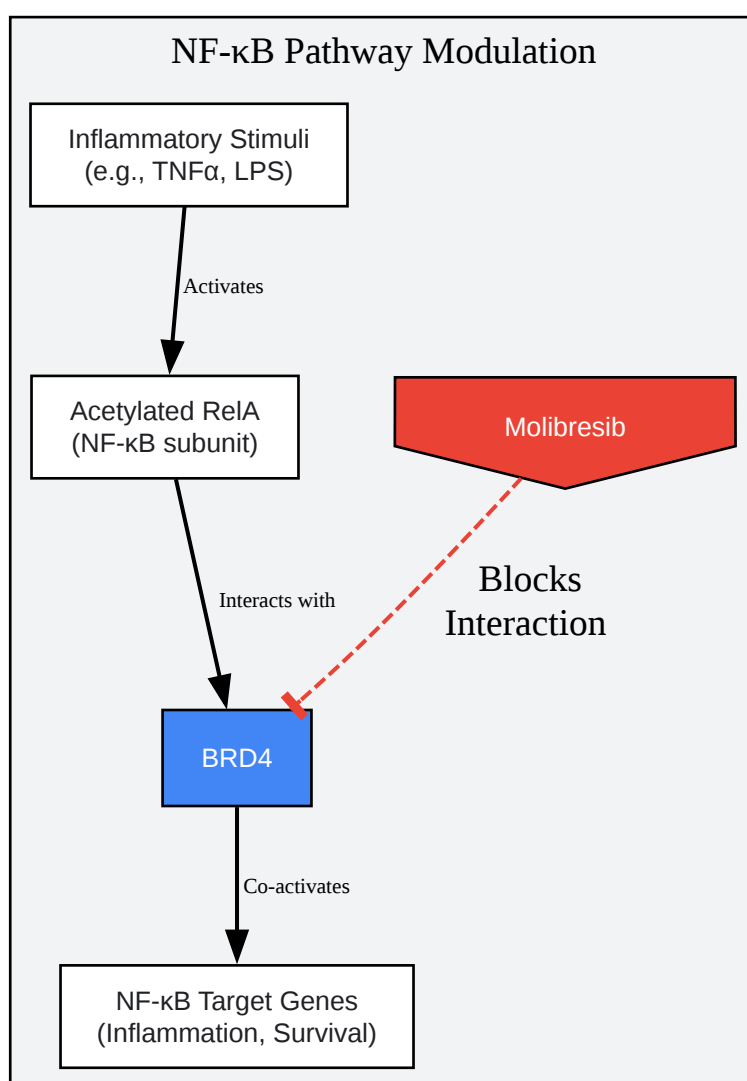 NF-κB Pathway Modulation
Inflammatory Stimuli
(e.g., TNFα, LPS)
Activates
Acetylated RelA
(NF-κB subunit)
Molibresib
Blocks
Interaction
Interacts with
BRD4
Co-activates
NF-κB Target Genes
(Inflammation, Survival)